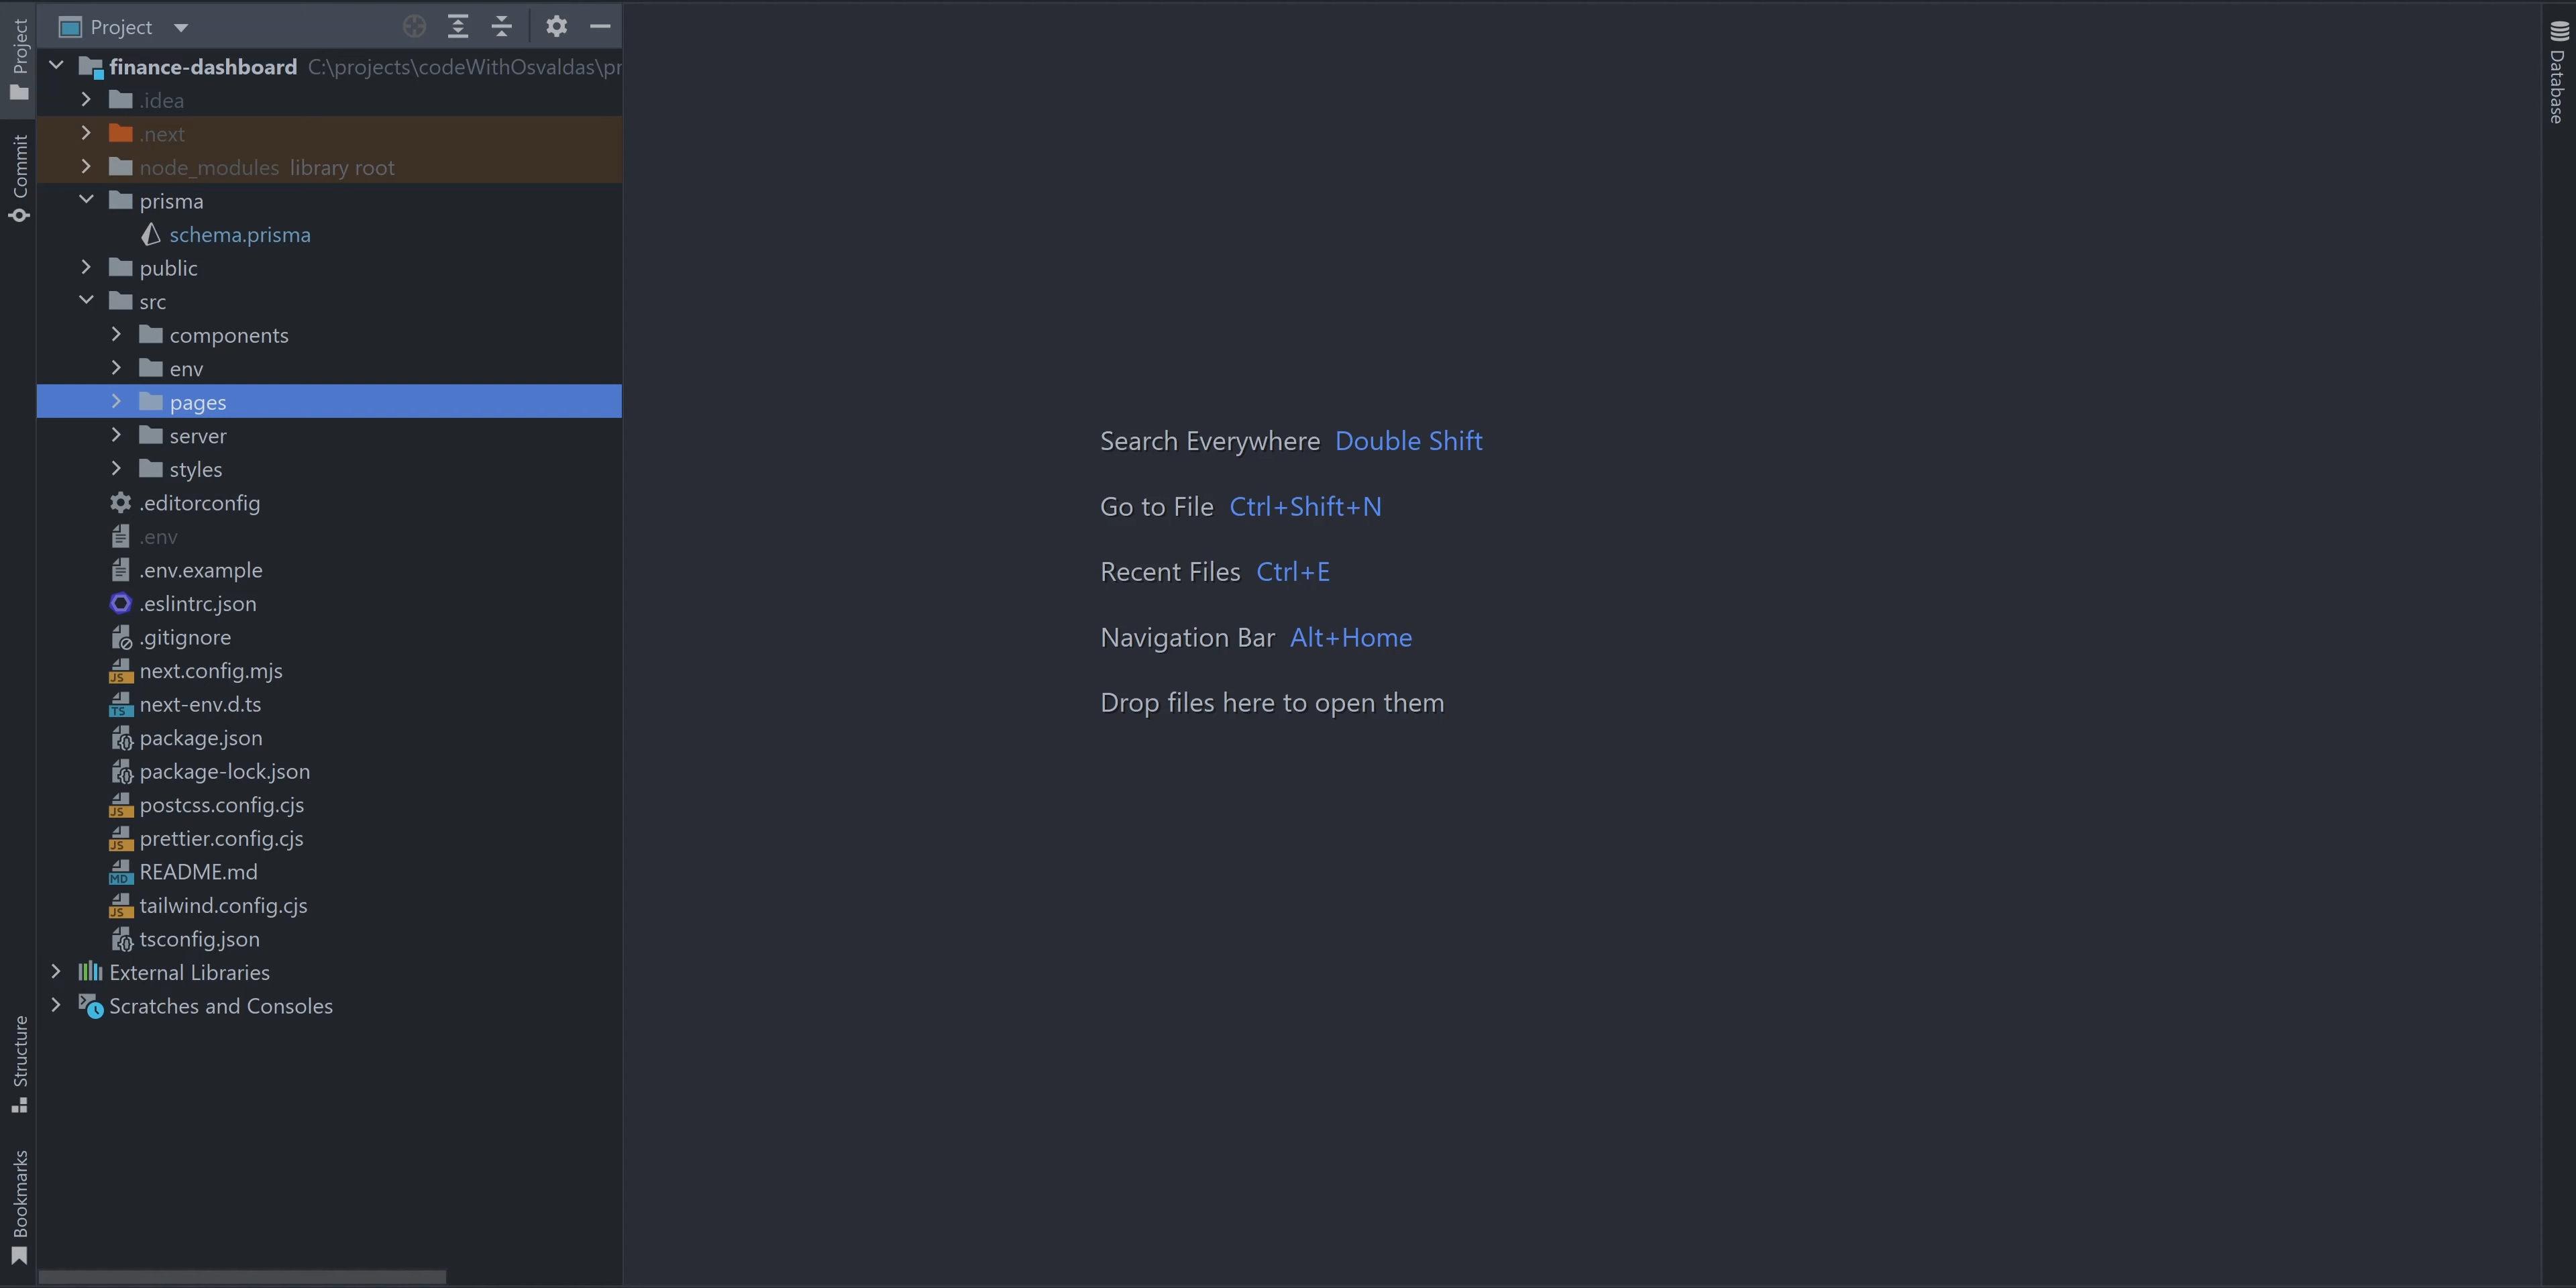 Project
Commit
Structure
Bookmarks
Project
finance-dashboard C:\projects\codeWithOsvaldas\pr
.idea
.next
node_modules library root
prisma
schema.prisma
public
src
components
env
pages
server
styles
.editorconfig
.env
.env.example
.eslintrc.json
.gitignore
next.config.mjs
next-env.d.ts
package.json
package-lock.json
postcss.config.cjs
prettier.config.cjs
README.md
tailwind.config.cjs
tsconfig.json
External Libraries
Scratches and Consoles
Search Everywhere Double Shift
Go to File Ctrl+Shift+N
Recent Files Ctrl+E
Navigation Bar Alt+Home
Drop files here to open them
Database